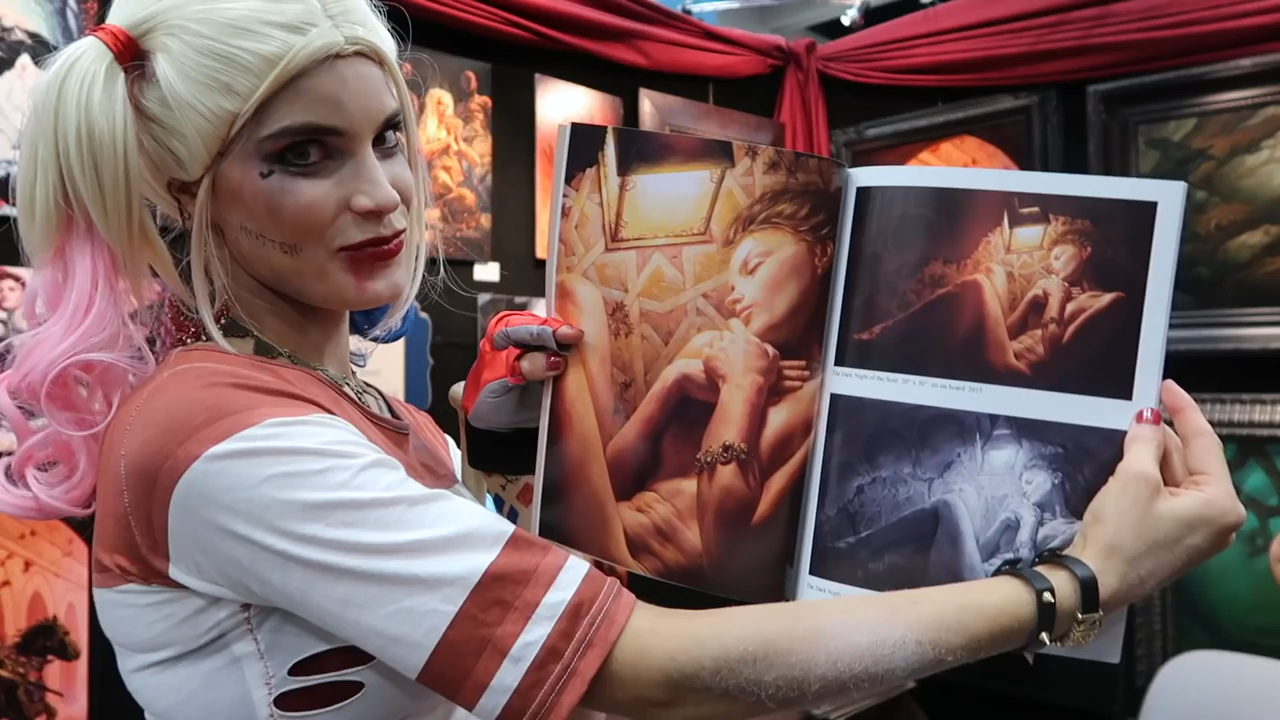 ROTTEN
The Dark Night of the Soul 20" x 30" oil on board 2013
The Dark Night